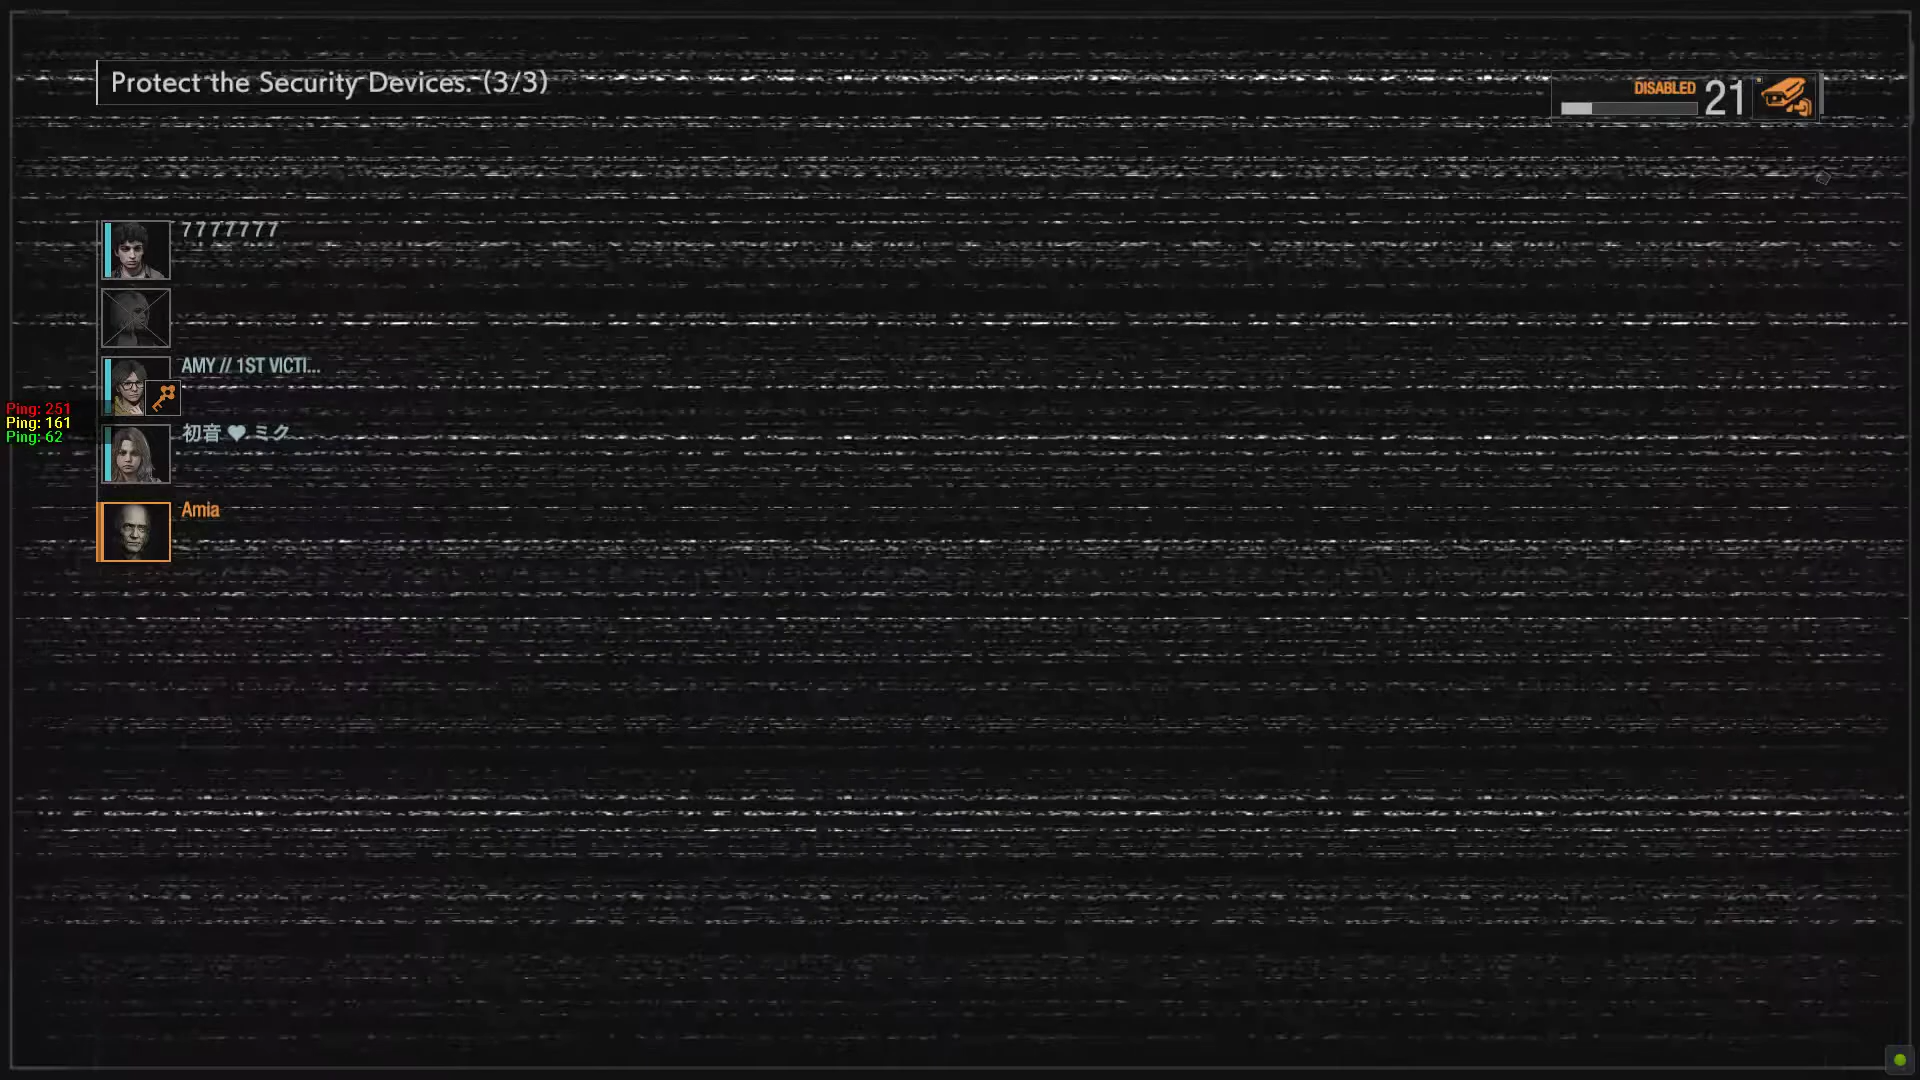 Protect the Security Devices. (3/3)
DISABLED
21
7777777
AMY // 1ST VICTI...
Ping: 251
Ping: 161
Ping: 62
初音 ♥ ミク
Amia